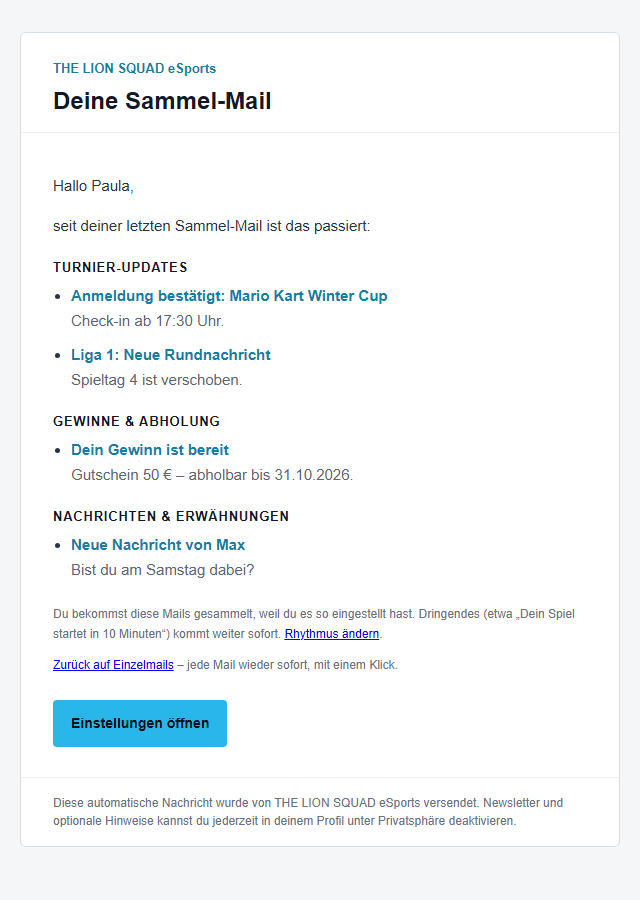 THE LION SQUAD eSports
Deine Sammel-Mail
Hallo Paula,
seit deiner letzten Sammel-Mail ist das passiert:
TURNIER-UPDATES
Anmeldung bestätigt: Mario Kart Winter Cup
Check-in ab 17:30 Uhr.
Liga 1: Neue Rundnachricht
Spieltag 4 ist verschoben.
GEWINNE & ABHOLUNG
Dein Gewinn ist bereit
Gutschein 50 € – abholbar bis 31.10.2026.
NACHRICHTEN & ERWÄHNUNGEN
Neue Nachricht von Max
Bist du am Samstag dabei?
Du bekommst diese Mails gesammelt, weil du es so eingestellt hast. Dringendes (etwa „Dein Spiel
startet in 10 Minuten“) kommt weiter sofort. Rhythmus ändern.
Zurück auf Einzelmails – jede Mail wieder sofort, mit einem Klick.
Einstellungen öffnen
Diese automatische Nachricht wurde von THE LION SQUAD eSports versendet. Newsletter und
optionale Hinweise kannst du jederzeit in deinem Profil unter Privatsphäre deaktivieren.